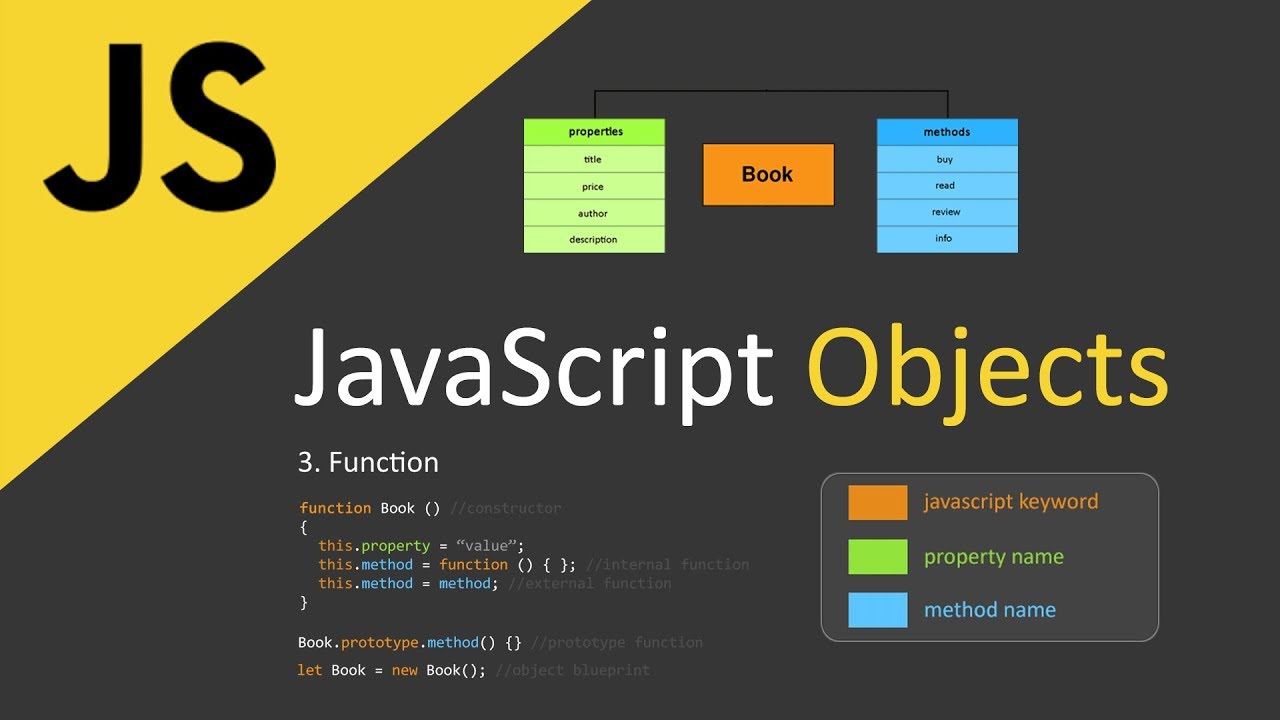 JS
properties
title
price
author
description
Book
methods
buy
read
review
info
JavaScript Objects
3. Function
function Book () //constructor
{
this.property = “value”;
this.method = function () { }; //internal function
this.method = method; //external function
}
Book.prototype.method() {} //prototype function
let Book = new Book(); //object blueprint
javascript keyword
property name
method name